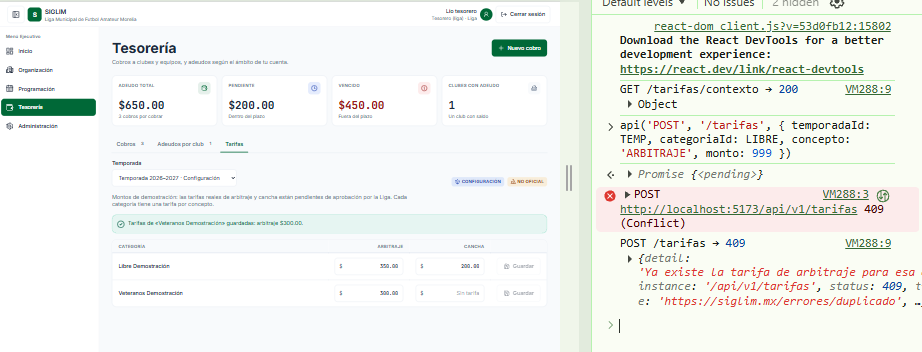 SIGLIM
Liga Municipal de Futbol Amateur Morelia
Lio tesorero
Cerrar sesión
Menú Ejecutivo
Inicio
Organización
Programación
Tesorería
Administración
Tesorería
Cobros a clubes y equipos, y adeudos según el ámbito de tu cuenta.
+ Nuevo cobro
ADEUDO TOTAL
$650.00
3 cobros por cobrar
PENDIENTE
$200.00
Dentro del plazo
VENCIDO
$450.00
Fuera del plazo
CLUBES CON ADEUDO
1
Un club con saldo
Cobros 3
Adeudos por club 1
Tarifas
Temporada
Temporada 2026–2027 · Configuración
CONFIGURACIÓN
NO OFICIAL
Montos de demostración: las tarifas reales de arbitraje y cancha están pendientes de aprobación por la Liga. Cada
categoría tiene una tarifa por concepto.
Tarifas de «Veteranos Demostración» guardadas: arbitraje $300.00.
CATEGORÍA ARBITRAJE CANCHA
Libre Demostración $ 350.00 $ 200.00 Guardar
Veteranos Demostración $ 300.00 $ Sin tarifa Guardar
Default levels No Issues 2 hidden
react-dom_client.js?v=53d0fb12:15802
Download the React DevTools for a better
development experience:
https://react.dev/link/react-devtools
GET /tarifas/contexto → 200 VM288:9
Object
api('POST', '/tarifas', { temporadaId:
TEMP, categoriaId: LIBRE, concepto:
'ARBITRAJE', monto: 999 })
Promise {<pending>}
POST VM288:3
http://localhost:5173/api/v1/tarifas 409
(Conflict)
POST /tarifas → 409 VM288:9
{detail:
'Ya existe la tarifa de arbitraje para esa
instance: '/api/v1/tarifas', status: 409, t
e: 'https://siglim.mx/errores/duplicado', …